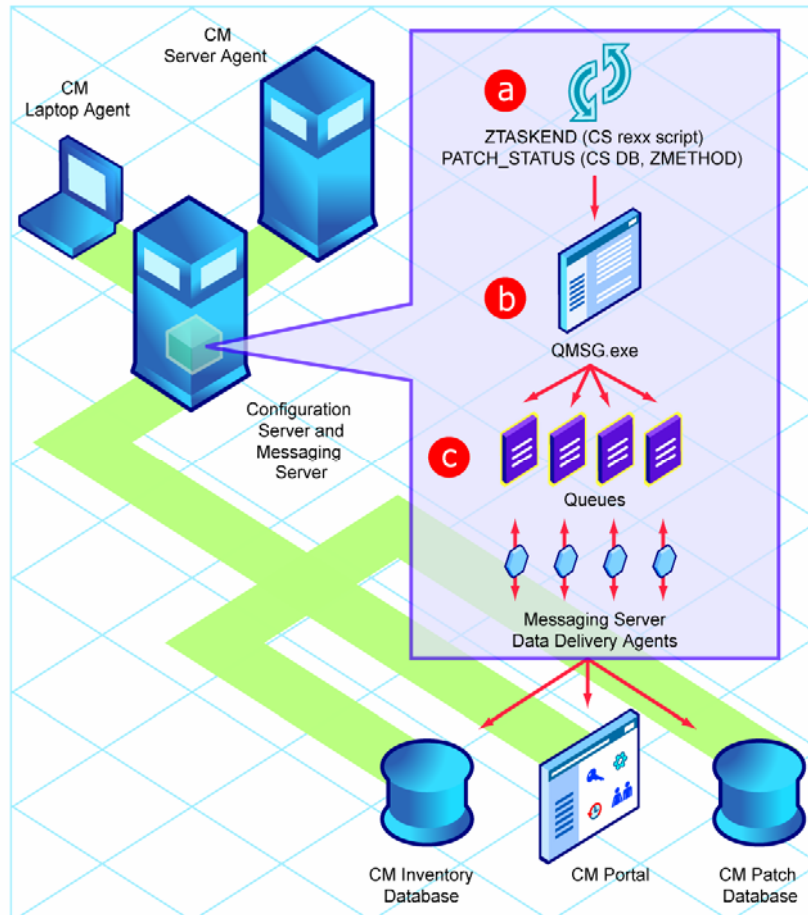 CM
Server Agent
CM
Laptop Agent
a
ZTASKEND (CS rexx script)
PATCH_STATUS (CS DB, ZMETHOD)
b
QMSG.exe
Configuration
Server and
Messaging
Server
c
Queues
Messaging Server
Data Delivery Agents
CM Inventory
Database
CM Portal
CM Patch
Database